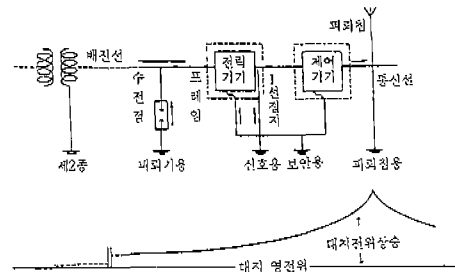 피뢰침
배전선
수전점
프레임
전력
기기
1선접지
제어
기기
통신선
제2종
피뢰기용
신호용
보안용
피뢰침용
대지전위상승
대지 영전위